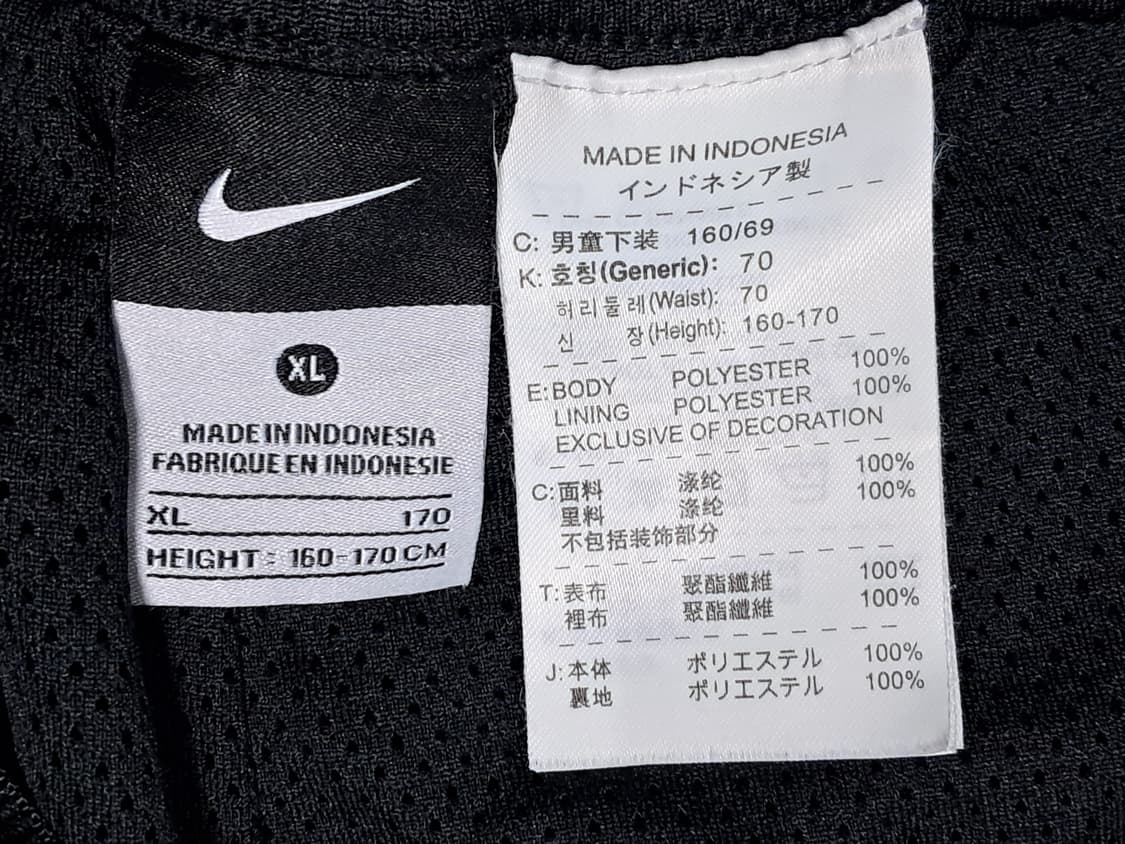 XL
MADE IN INDONESIA
FABRIQUE EN INDONESIE
XL 170
HEIGHT : 160-170 CM
MADE IN INDONESIA
インドネシア製
C: 男童下装 160/69
K: 호칭(Generic): 70
허리둘레(Waist): 70
신 장(Height): 160-170
E: BODY POLYESTER 100%
LINING POLYESTER 100%
EXCLUSIVE OF DECORATION
C: 面料 涤纶 100%
里料 涤纶 100%
不包括装饰部分
T: 表布 聚酯纖維 100%
裡布 聚酯纖維 100%
J: 本体 ポリエステル 100%
裏地 ポリエステル 100%